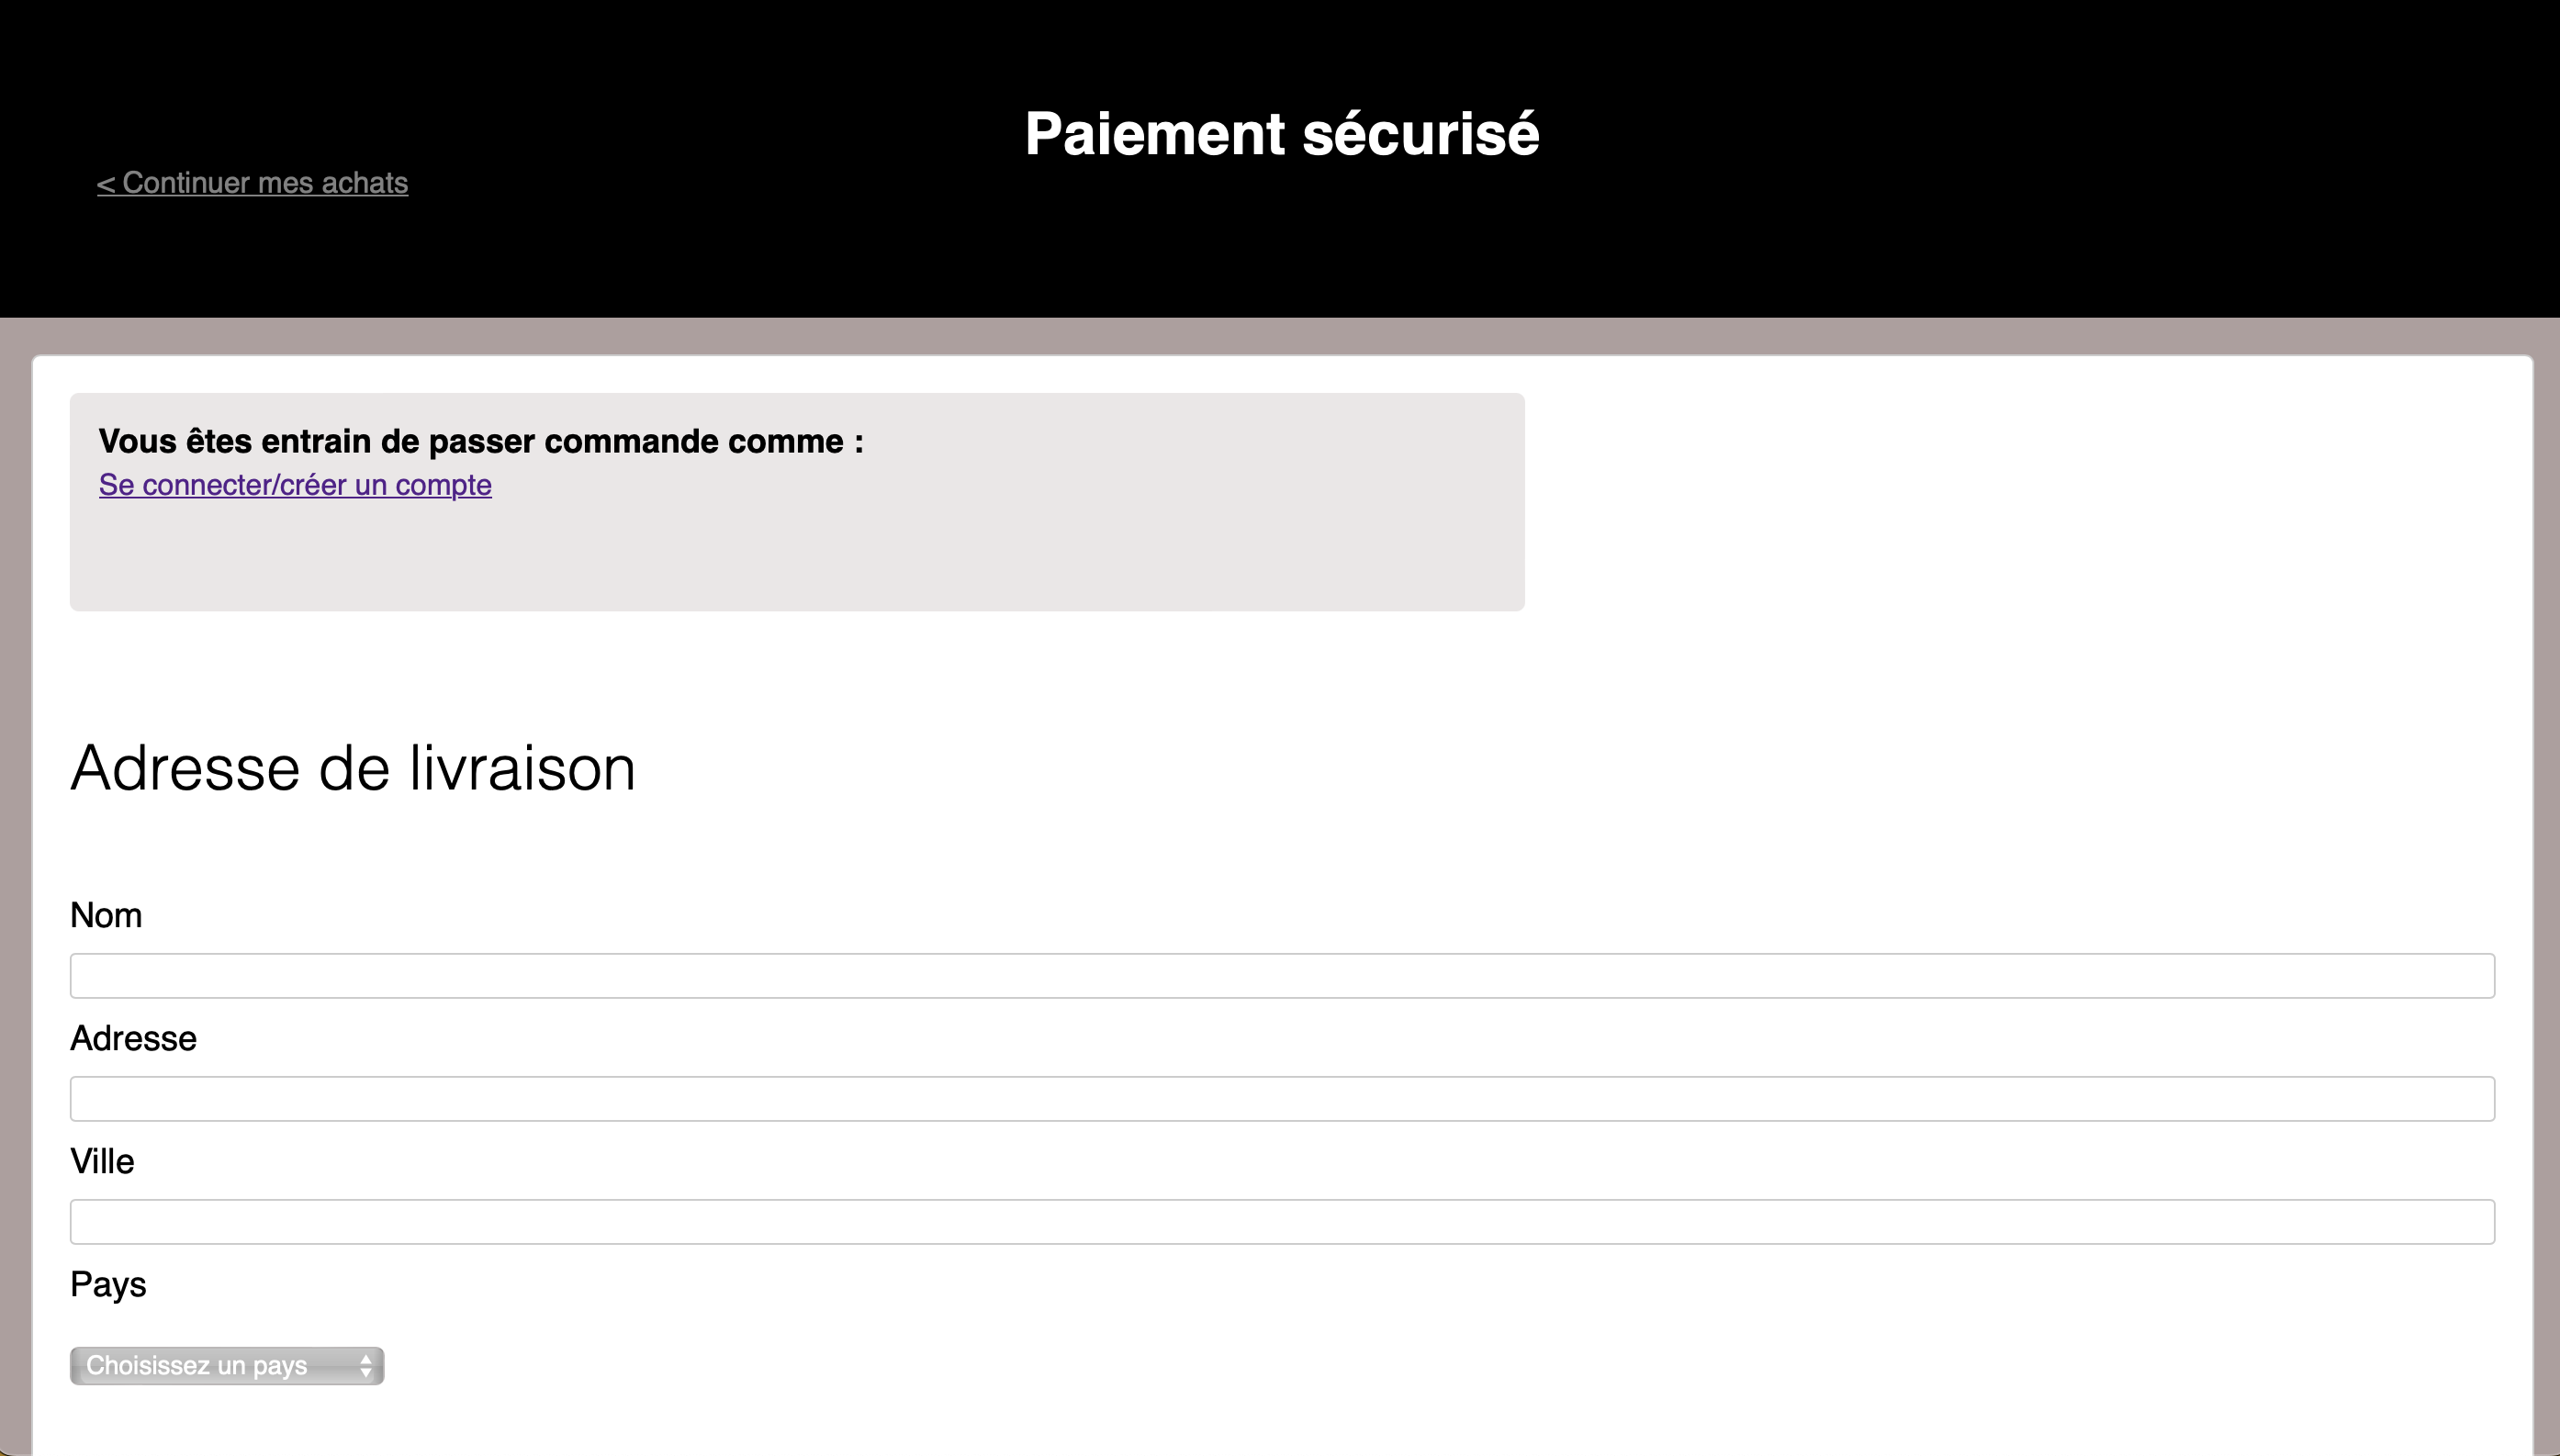 Paiement sécurisé
< Continuer mes achats
Vous êtes entrain de passer commande comme :
Se connecter/créer un compte
Adresse de livraison
Nom
Adresse
Ville
Pays
Choisissez un pays